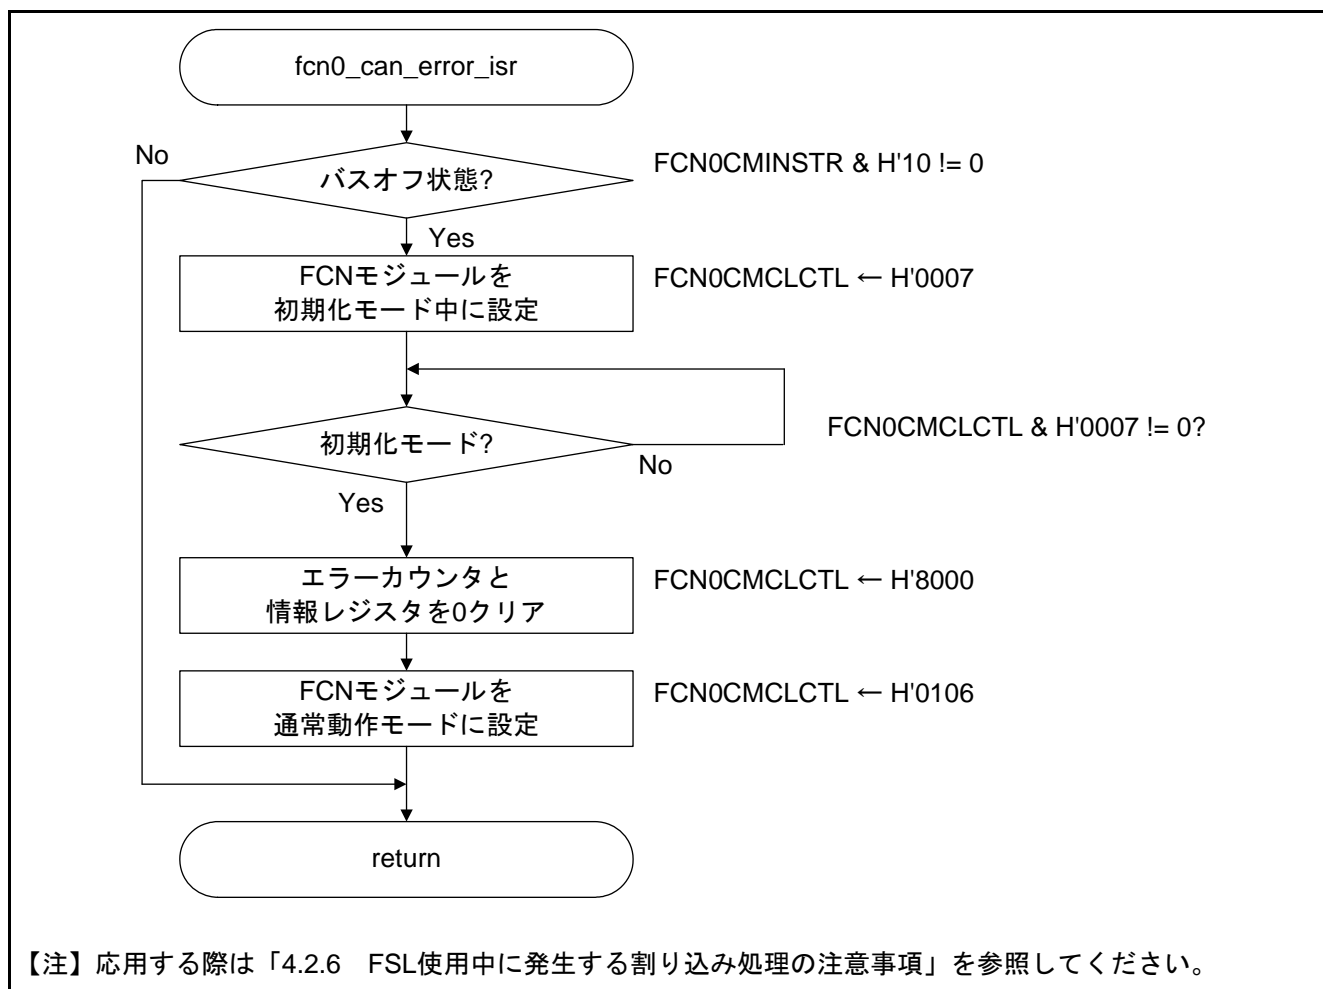 fcn0_can_error_isr
No
バスオフ状態?
FCN0CMINSTR & H'10 != 0
Yes
FCNモジュールを
初期化モード中に設定
FCN0CMCLCTL ← H'0007
初期化モード?
FCN0CMCLCTL & H'0007 != 0?
No
Yes
エラーカウンタと
情報レジスタを0クリア
FCN0CMCLCTL ← H'8000
FCNモジュールを
通常動作モードに設定
FCN0CMCLCTL ← H'0106
return
【注】応用する際は「4.2.6　FSL使用中に発生する割り込み処理の注意事項」を参照してください。